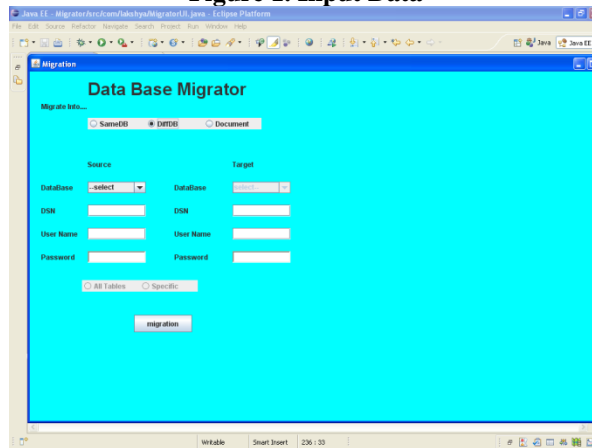 Figure 1: Input Data
Java EE - Migrator/src/com/lakshya/MigratorUI.java - Eclipse Platform
File Edit Source Refactor Navigate Search Project Run Window Help
Java Java EE
Migration
Data Base Migrator
Migrate Into....
SameDB DiffDB Document
Source Target
DataBase --select DataBase select--
DSN DSN
User Name User Name
Password Password
All Tables Specific
migration
Writable Smart Insert 236 : 33